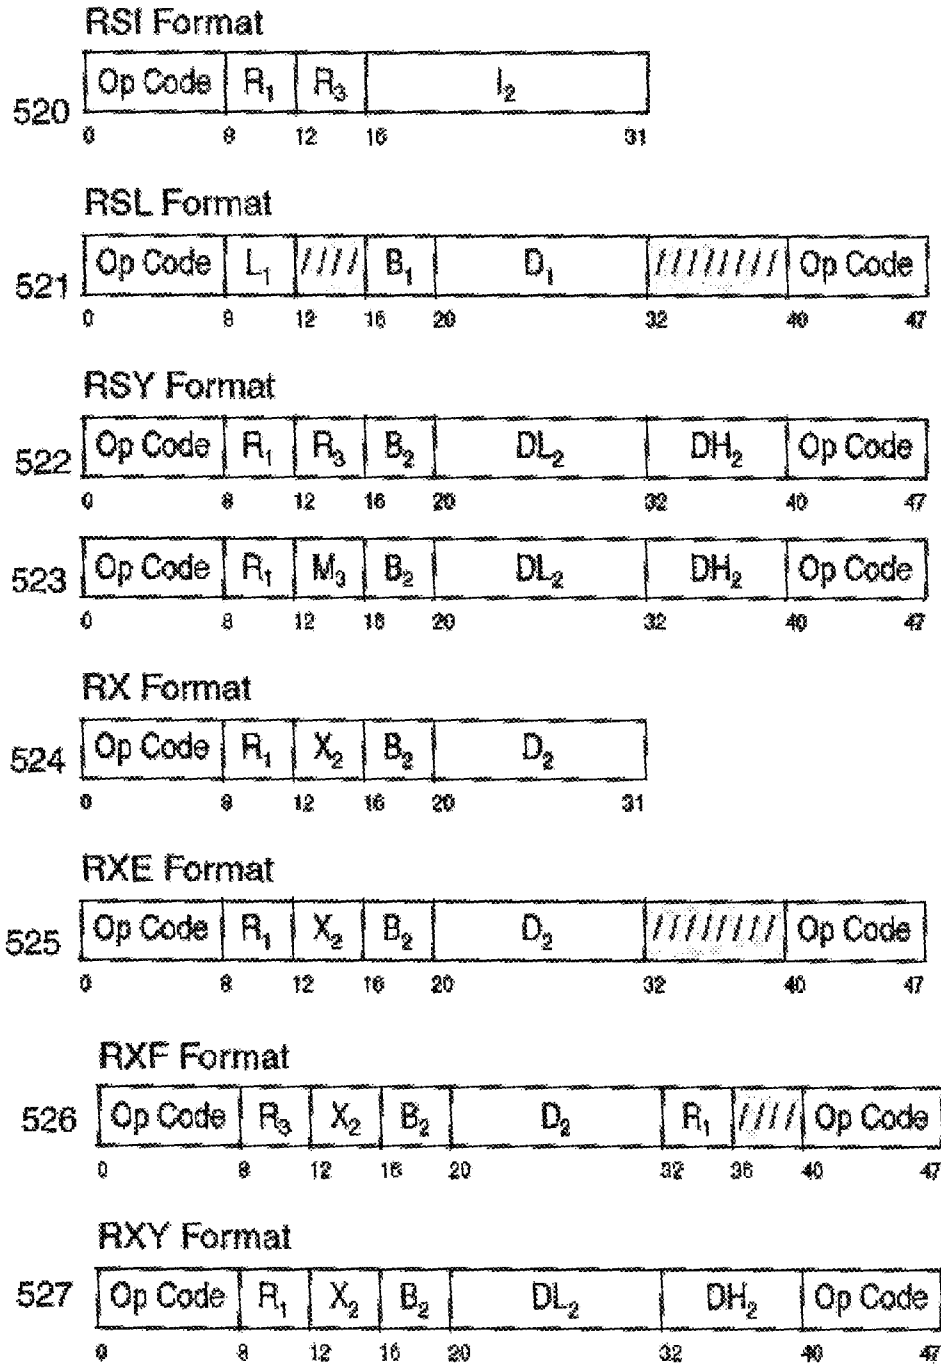 RSI Format
520 Op Code R₁ R₃ I₂
0 8 12 16 31
RSL Format
521 Op Code L₁ //// B₁ D₁ //////// Op Code
0 8 12 16 20 32 40 47
RSY Format
522 Op Code R₁ R₃ B₂ DL₂ DH₂ Op Code
0 8 12 16 20 32 40 47
523 Op Code R₁ M₃ B₂ DL₂ DH₂ Op Code
0 8 12 16 20 32 40 47
RX Format
524 Op Code R₁ X₂ B₂ D₂
0 8 12 16 20 31
RXE Format
525 Op Code R₁ X₂ B₂ D₂ //////// Op Code
0 8 12 16 20 32 40 47
RXF Format
526 Op Code R₃ X₂ B₂ D₂ R₁ //// Op Code
0 8 12 16 20 32 36 40 47
RXY Format
527 Op Code R₁ X₂ B₂ DL₂ DH₂ Op Code
0 8 12 16 20 32 40 47